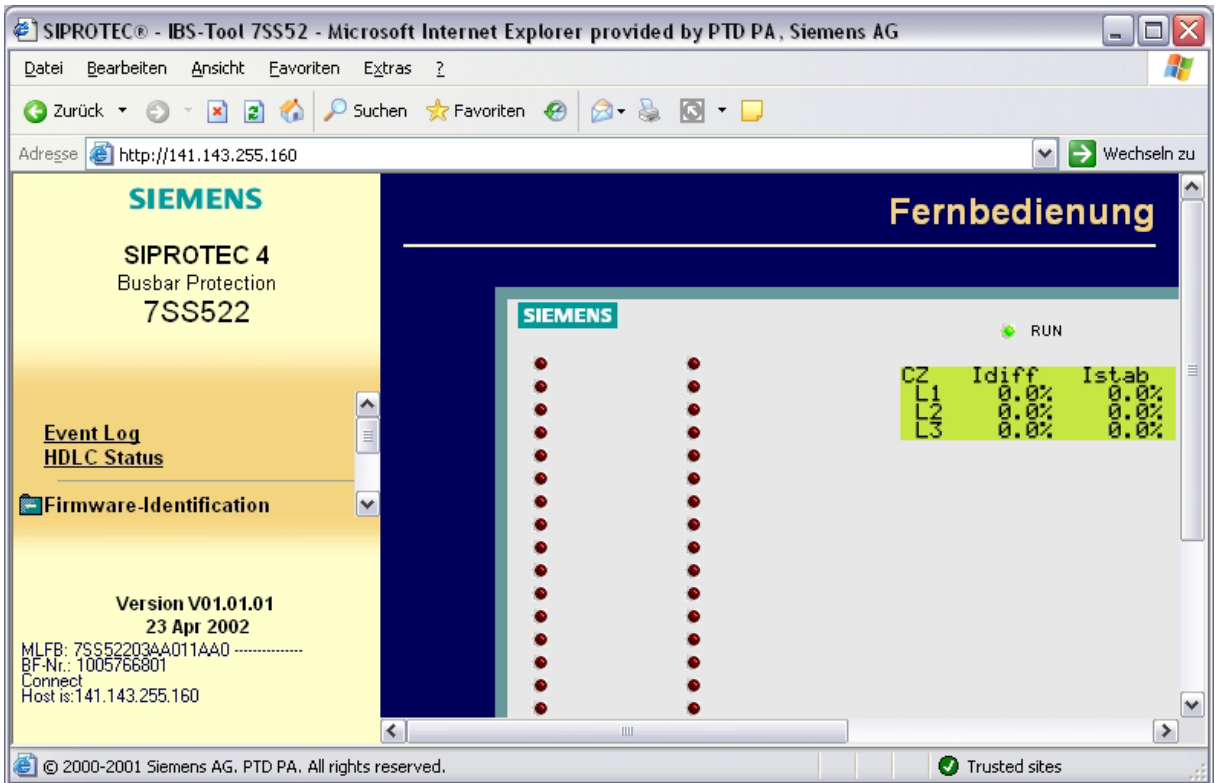 SIPROTEC® - IBS-Tool 7SS52 - Microsoft Internet Explorer provided by PTD PA, Siemens AG
Datei Bearbeiten Ansicht Favoriten Extras ?
Zurück Suchen Favoriten
Adresse http://141.143.255.160 Wechseln zu
SIEMENS
SIPROTEC 4
Busbar Protection
7SS522
Event Log
HDLC Status
Firmware-Identification
Version V01.01.01
23 Apr 2002
MLFB: 7SS52203AA011AA0 ---------------
BF-Nr.: 1005766801
Connect
Host is:141.143.255.160
Fernbedienung
SIEMENS
RUN
CZ Idiff Istab
L1 0.0% 0.0%
L2 0.0% 0.0%
L3 0.0% 0.0%
© 2000-2001 Siemens AG. PTD PA. All rights reserved. Trusted sites